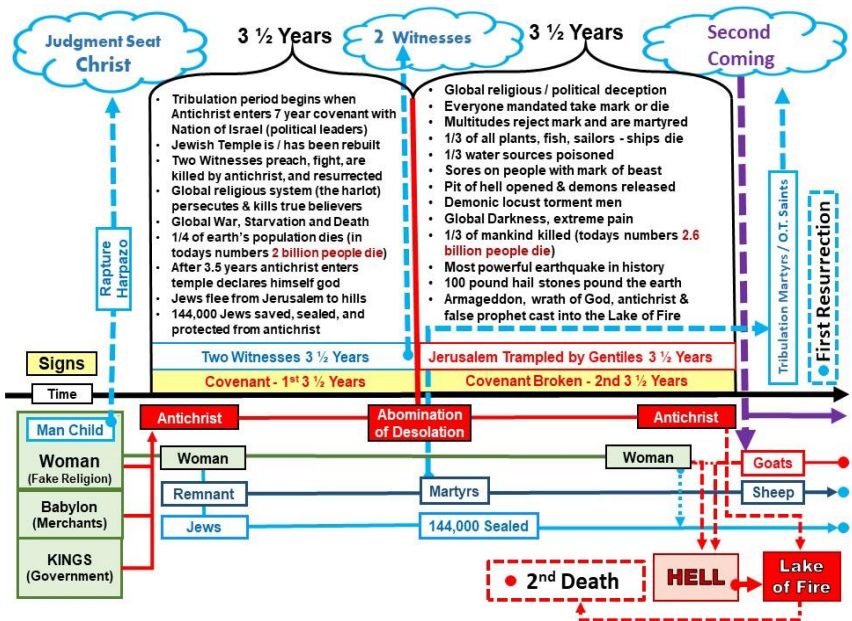 Judgment Seat
Christ
3 ½ Years
2 Witnesses
3 ½ Years
Second
Coming
• Tribulation period begins when
Antichrist enters 7 year covenant with
Nation of Israel (political leaders)
• Jewish Temple is / has been rebuilt
• Two Witnesses preach, fight, are
killed by antichrist, and resurrected
• Global religious system (the harlot)
persecutes & kills true believers
• Global War, Starvation and Death
• 1/4 of earth's population dies (in
todays numbers 2 billion people die)
• After 3.5 years antichrist enters
temple declares himself god
• Jews flee from Jerusalem to hills
• 144,000 Jews saved, sealed, and
protected from antichrist
• Global religious / political deception
• Everyone mandated take mark or die
• Multitudes reject mark and are martyred
• 1/3 of all plants, fish, sailors - ships die
• 1/3 water sources poisoned
• Sores on people with mark of beast
• Pit of hell opened & demons released
• Demonic locust torment men
• Global Darkness, extreme pain
• 1/3 of mankind killed (todays numbers 2.6
billion people die)
• Most powerful earthquake in history
• 100 pound hail stones pound the earth
• Armageddon, wrath of God, antichrist &
false prophet cast into the Lake of Fire
Rapture
Harpazo
Tribulation Martyrs / O.T. Saints
First Resurrection
Signs
Two Witnesses 3 ½ Years
Jerusalem Trampled by Gentiles 3 ½ Years
Covenant - 1st 3 ½ Years
Covenant Broken - 2nd 3 ½ Years
Time
Man Child
Antichrist
Abomination
of Desolation
Antichrist
Woman
(Fake Religion)
Woman
Woman
Goats
Remnant
Martyrs
Sheep
Babylon
(Merchants)
Jews
144,000 Sealed
KINGS
(Government)
2nd Death
HELL
Lake
of Fire